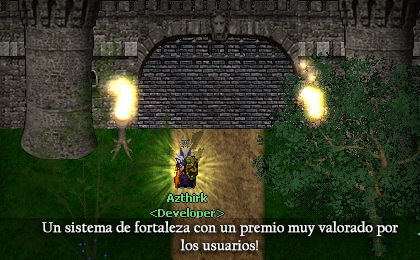 Azthirk
<Developer>
Un sistema de fortaleza con un premio muy valorado por
los usuarios!